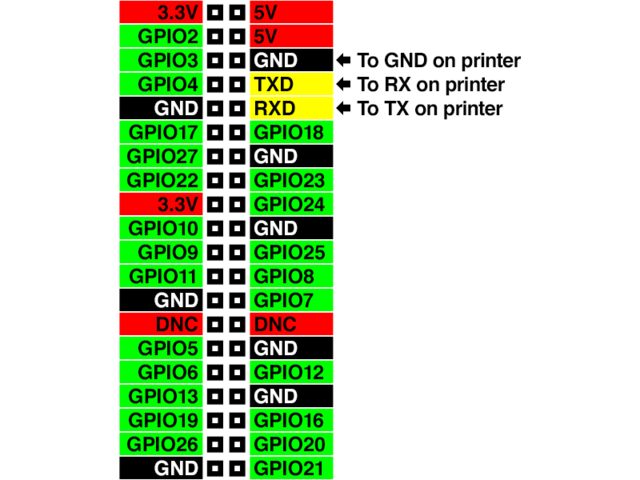 3.3V 5V
GPIO2 5V
GPIO3 GND To GND on printer
GPIO4 TXD To RX on printer
GND RXD To TX on printer
GPIO17 GPIO18
GPIO27 GND
GPIO22 GPIO23
3.3V GPIO24
GPIO10 GND
GPIO9 GPIO25
GPIO11 GPIO8
GND GPIO7
DNC DNC
GPIO5 GND
GPIO6 GPIO12
GPIO13 GND
GPIO19 GPIO16
GPIO26 GPIO20
GND GPIO21